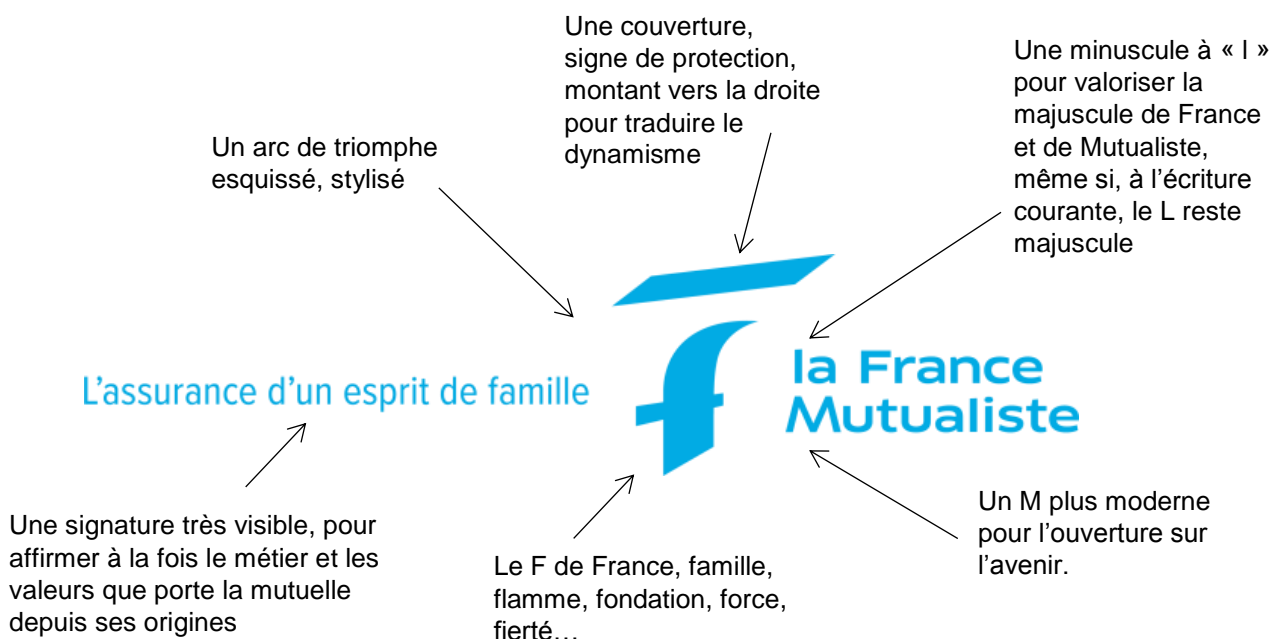 Une couverture,
signe de protection,
montant vers la droite
pour traduire le
dynamisme
Une minuscule à « l »
pour valoriser la
majuscule de France
et de Mutualiste,
même si, à l’écriture
courante, le L reste
majuscule
Un arc de triomphe
esquissé, stylisé
L’assurance d’un esprit de famille
f
la France
Mutualiste
Une signature très visible, pour
affirmer à la fois le métier et les
valeurs que porte la mutuelle
depuis ses origines
Le F de France, famille,
flamme, fondation, force,
fierté…
Un M plus moderne
pour l’ouverture sur
l’avenir.